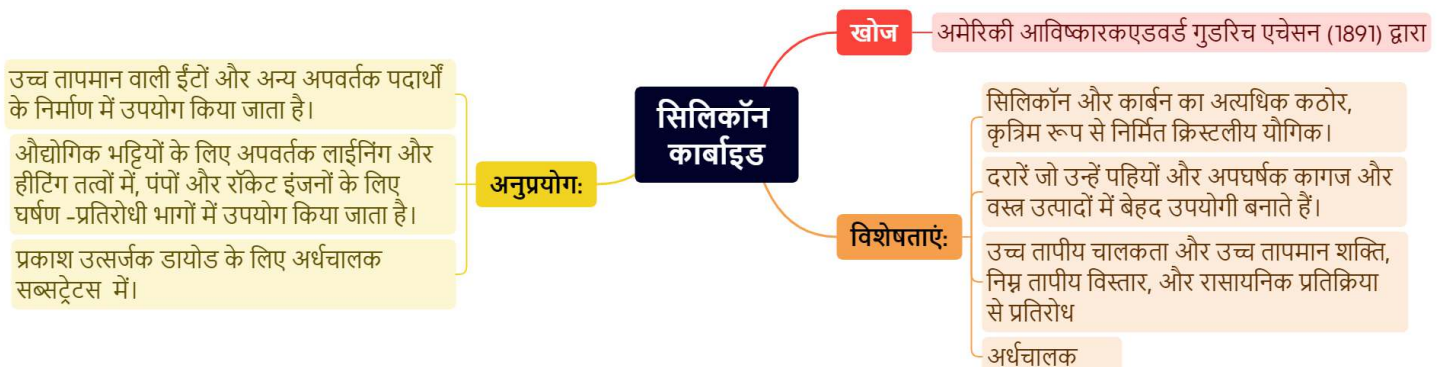 सिलिकॉन
कार्बाइड
खोज
अमेरिकी आविष्कारकएडवर्ड गुडरिच एचेसन (1891) द्वारा
विशेषताएं:
सिलिकॉन और कार्बन का अत्यधिक कठोर,
कृत्रिम रूप से निर्मित क्रिस्टलीय यौगिक।
दरारें जो उन्हें पहियों और अपघर्षक कागज और
वस्त्र उत्पादों में बेहद उपयोगी बनाते हैं।
उच्च तापीय चालकता और उच्च तापमान शक्ति,
निम्न तापीय विस्तार, और रासायनिक प्रतिक्रिया
से प्रतिरोध
अर्धचालक
अनुप्रयोग:
उच्च तापमान वाली ईंटों और अन्य अपवर्तक पदार्थों
के निर्माण में उपयोग किया जाता है।
औद्योगिक भट्टियों के लिए अपवर्तक लाईनिंग और
हीटिंग तत्वों में, पंपों और रॉकेट इंजनों के लिए
घर्षण -प्रतिरोधी भागों में उपयोग किया जाता है।
प्रकाश उत्सर्जक डायोड के लिए अर्धचालक
सब्सट्रेटस में।